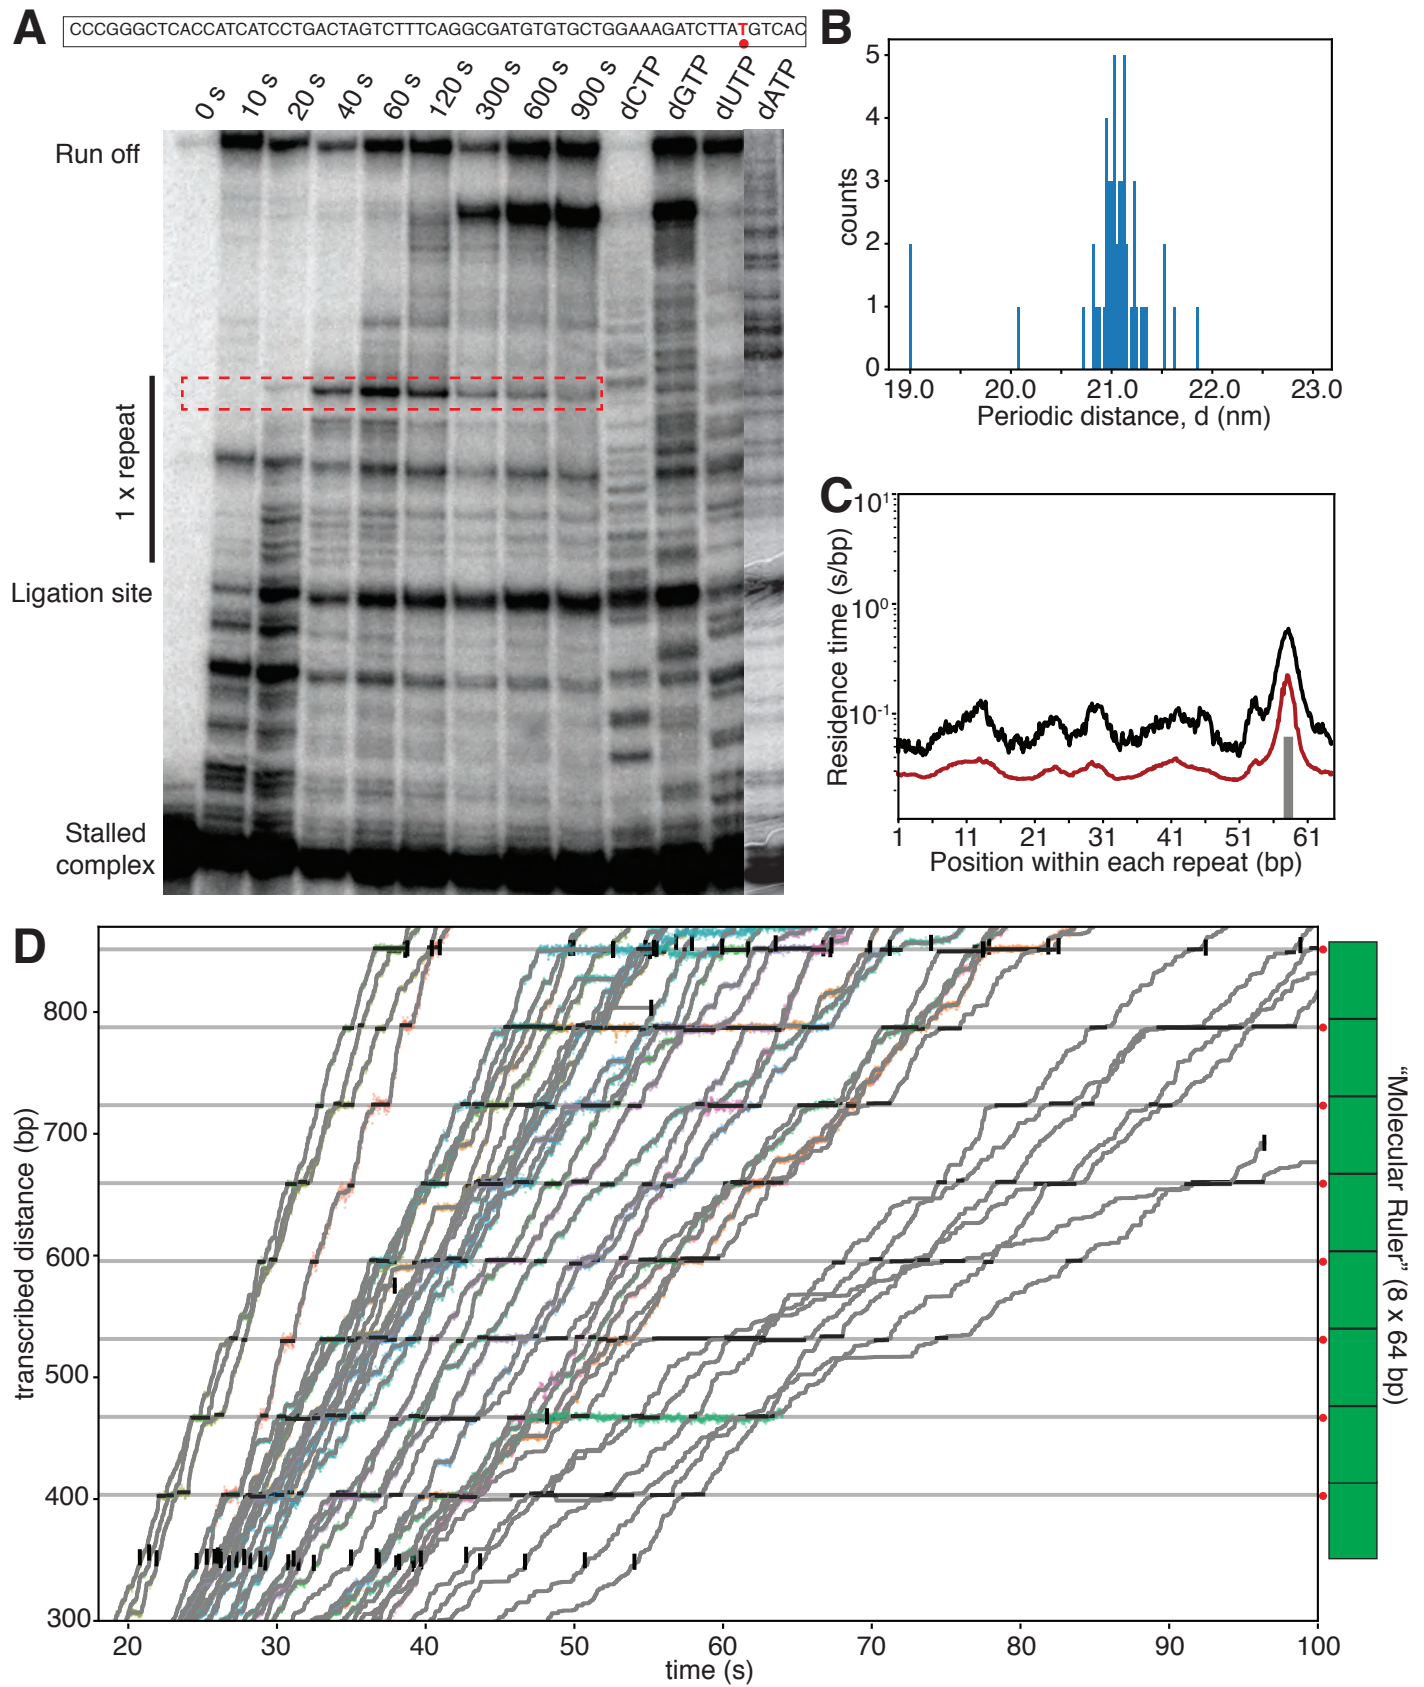 A
CCCGGGCTCACCATCATCCTGACTAGTCTTTCAGGCGATGTGTGCTGGAAAGATCTTATGTCAC
0 s
10 s
20 s
40 s
60 s
120 s
300 s
600 s
900 s
dCTP
dGTP
dUTP
dATP
Run off
1 x repeat
Ligation site
Stalled
complex
B
counts
5
4
3
2
1
0
19.0 20.0 21.0 22.0 23.0
Periodic distance, d (nm)
C
Residence time (s/bp)
10¹
10⁰
10⁻¹
1 11 21 31 41 51 61
Position within each repeat (bp)
D
transcribed distance (bp)
800
700
600
500
400
300
20 30 40 50 60 70 80 90 100
time (s)
“Molecular Ruler” (8 x 64 bp)